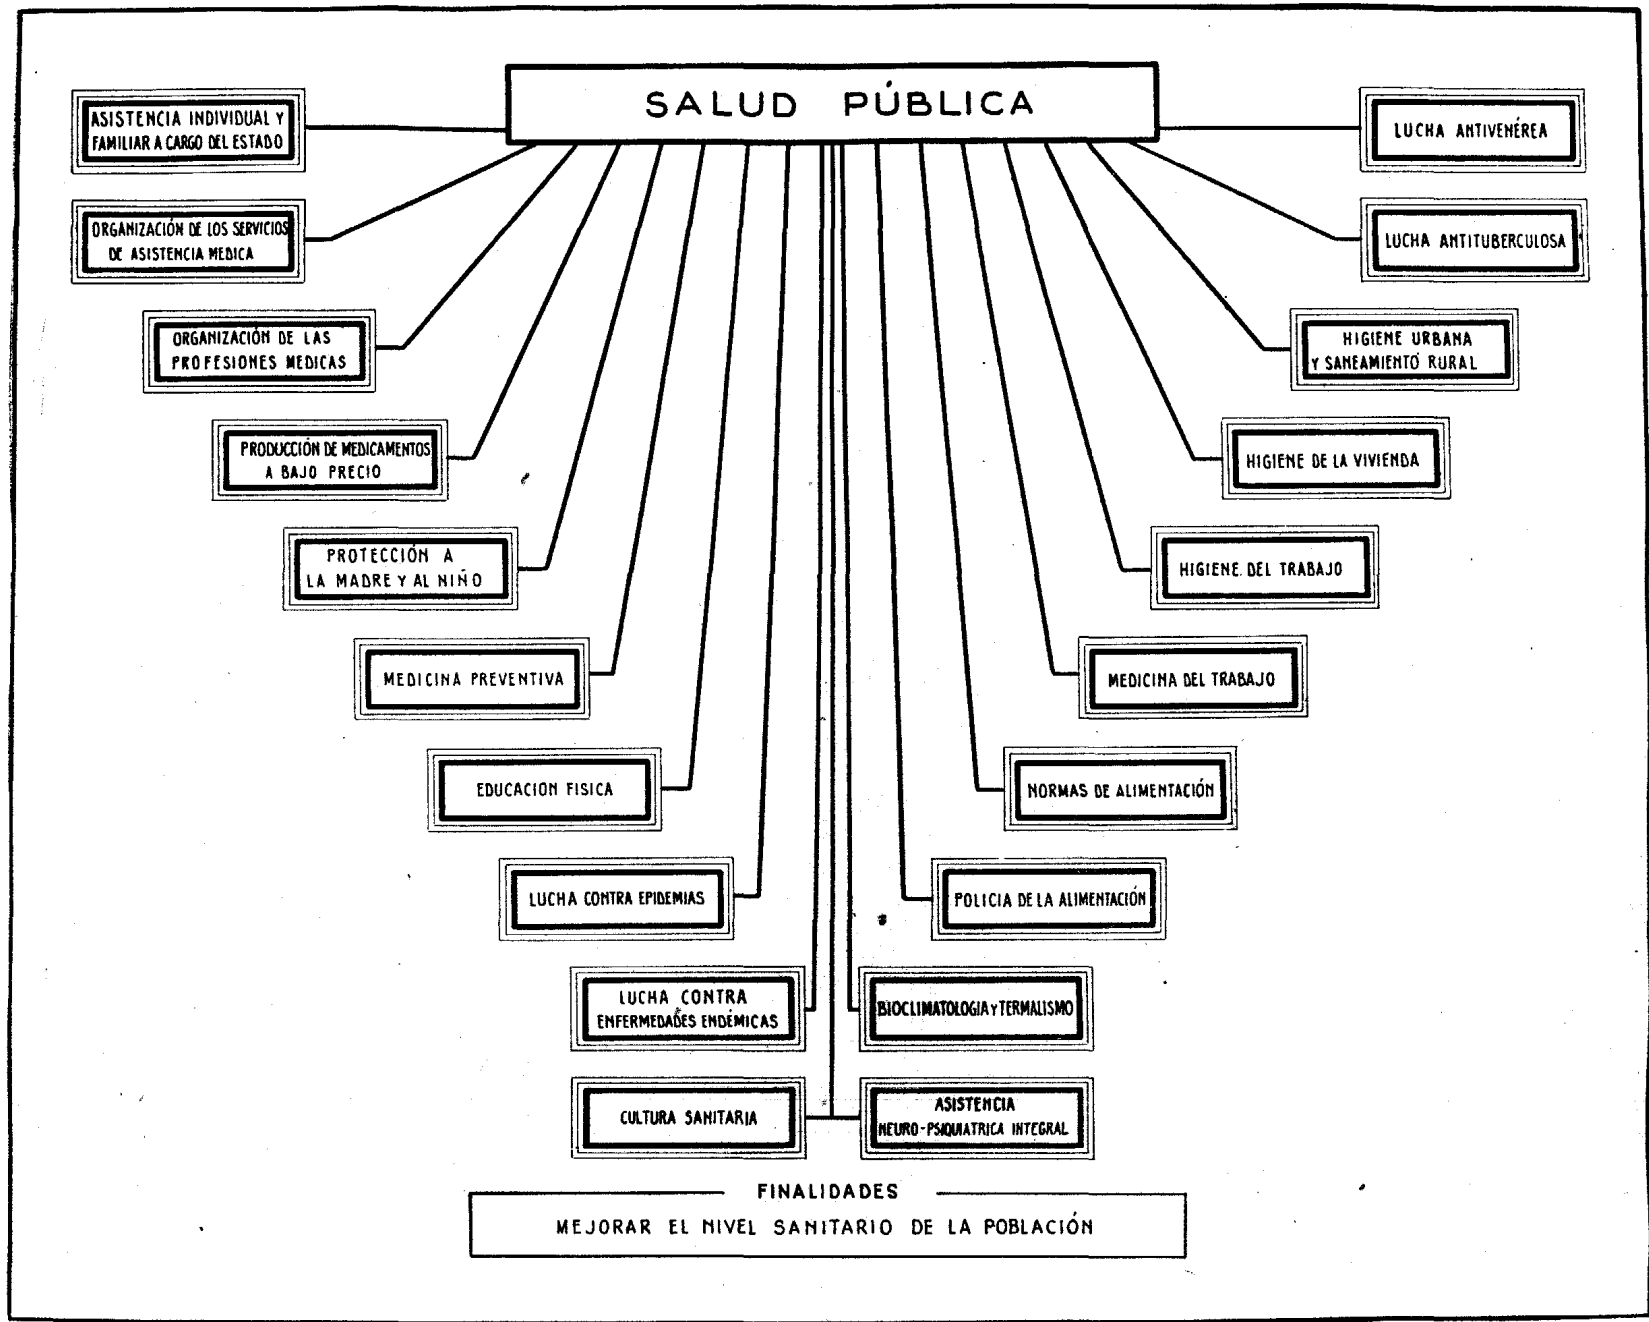 SALUD PÚBLICA
ASISTENCIA INDIVIDUAL Y
FAMILIAR A CARGO DEL ESTADO
ORGANIZACIÓN DE LOS SERVICIOS
DE ASISTENCIA MEDICA
ORGANIZACIÓN DE LAS
PROFESIONES MEDICAS
PRODUCCIÓN DE MEDICAMENTOS
A BAJO PRECIO
PROTECCIÓN A
LA MADRE Y AL NIÑO
MEDICINA PREVENTIVA
EDUCACION FISICA
LUCHA CONTRA EPIDEMIAS
LUCHA CONTRA
ENFERMEDADES ENDÉMICAS
CULTURA SANITARIA
LUCHA ANTIVENÉREA
LUCHA ANTITUBERCULOSA
HIGIENE URBANA
Y SANEAMIENTO RURAL
HIGIENE DE LA VIVIENDA
HIGIENE DEL TRABAJO
MEDICINA DEL TRABAJO
NORMAS DE ALIMENTACIÓN
POLICIA DE LA ALIMENTACIÓN
BIOCLIMATOLOGIA Y TERMALISMO
ASISTENCIA
NEURO-PSIQUIATRICA INTEGRAL
FINALIDADES
MEJORAR EL NIVEL SANITARIO DE LA POBLACIÓN